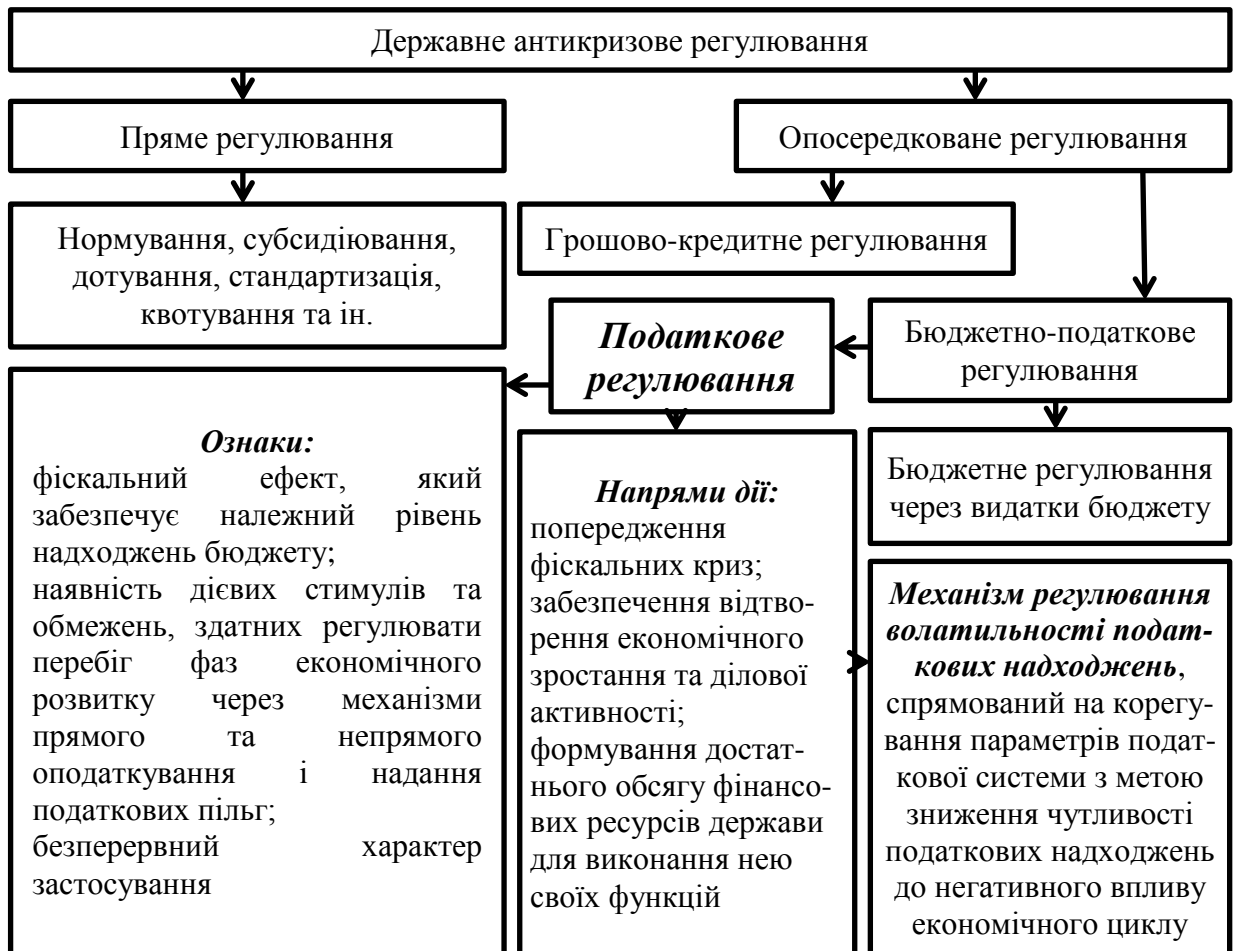 Державне антикризове регулювання
Пряме регулювання
Опосередковане регулювання
Нормування, субсидіювання,
дотування, стандартизація,
квотування та ін.
Грошово-кредитне регулювання
Податкове
регулювання
Бюджетно-податкове
регулювання
Ознаки:
фіскальний ефект, який
забезпечує належний рівень
надходжень бюджету;
наявність дієвих стимулів та
обмежень, здатних регулювати
перебіг фаз економічного
розвитку через механізми
прямого та непрямого
оподаткування і надання
податкових пільг;
безперервний характер
застосування
Напрями дії:
попередження
фіскальних криз;
забезпечення відтво-
рення економічного
зростання та ділової
активності;
формування достат-
нього обсягу фінансо-
вих ресурсів держави
для виконання нею
своїх функцій
Бюджетне регулювання
через видатки бюджету
Механізм регулювання
волатильності подат-
кових надходжень,
спрямований на корегу-
вання параметрів подат-
кової системи з метою
зниження чутливості
податкових надходжень
до негативного впливу
економічного циклу